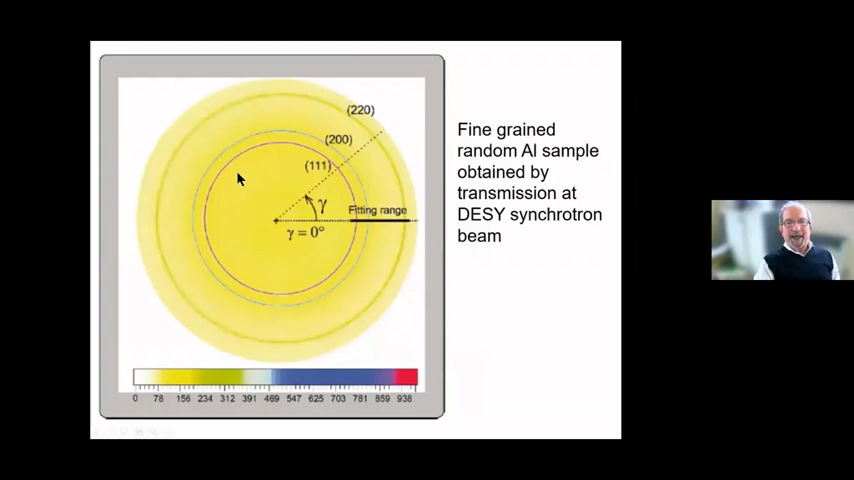 (220)
(200)
(111)
γ
Fitting range
γ = 0°
0 78 156 234 312 391 469 547 625 703 781 859 938
Fine grained
random Al sample
obtained by
transmission at
DESY synchrotron
beam